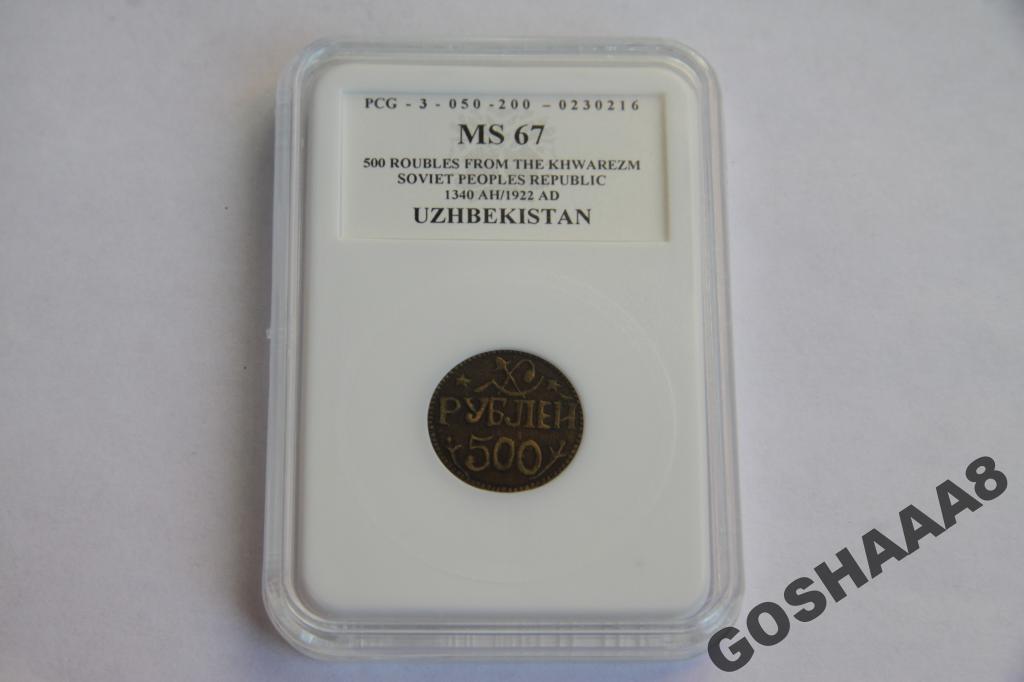 PCG - 3 - 050 -200 – 0230216
MS 67
500 ROUBLES FROM THE KHWAREZM
SOVIET PEOPLES REPUBLIC
1340 AH/1922 AD
UZHBEKISTAN
РУБЛЕЙ
500
GOSHAAA8